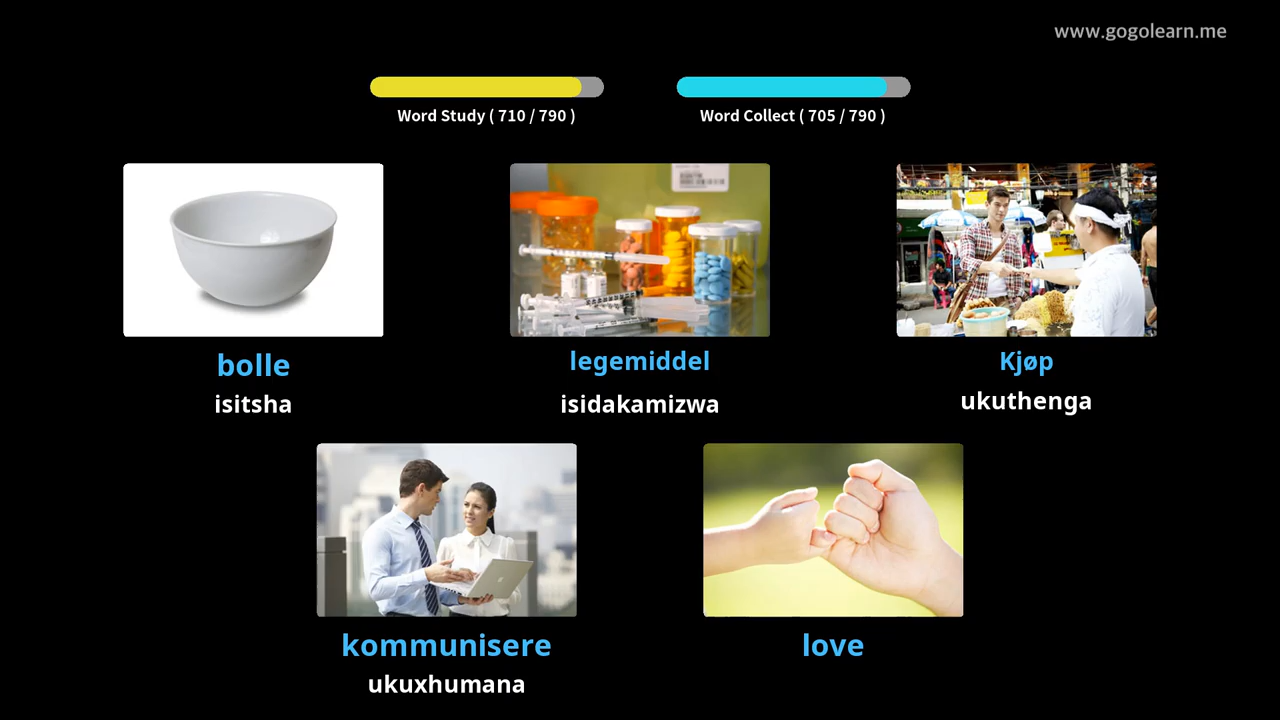 www.gogolearn.me
Word Study ( 710 / 790 )
Word Collect ( 705 / 790 )
bolle
isitsha
legemiddel
isidakamizwa
Kjøp
ukuthenga
kommunisere
ukuxhumana
love